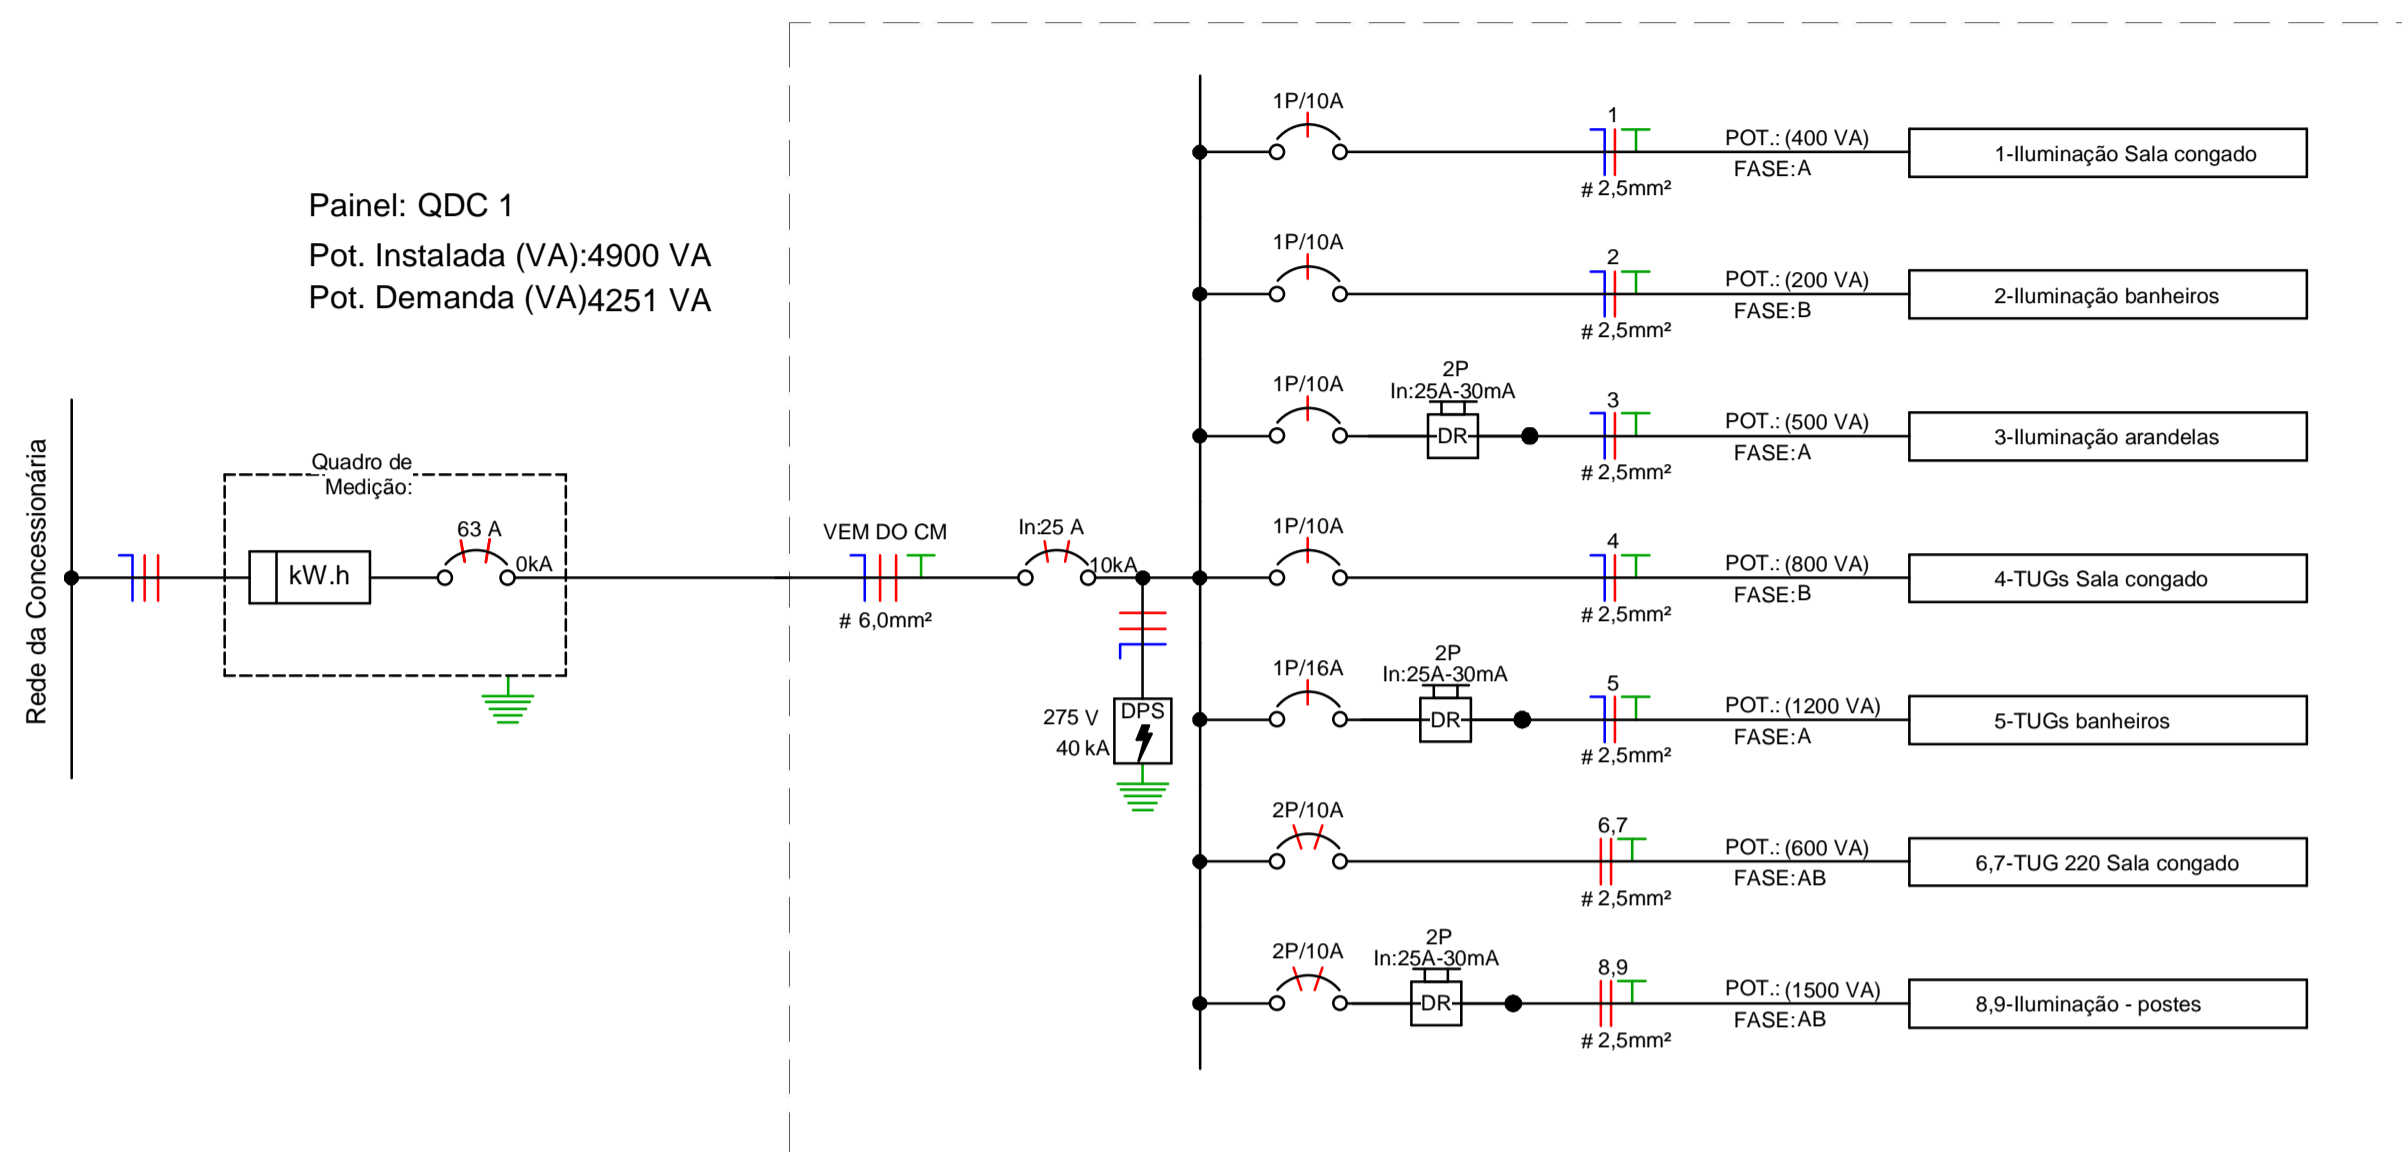 Painel: QDC 1
Pot. Instalada (VA):4900 VA
Pot. Demanda (VA)4251 VA
Rede da Concessionária
Quadro de
Medição:
kW.h
63 A
0kA
VEM DO CM
# 6,0mm²
In:25 A
10kA
275 V
40 kA
DPS
1P/10A
1
# 2,5mm²
POT.: (400 VA)
FASE:A
1-Iluminação Sala congado
1P/10A
2
# 2,5mm²
POT.: (200 VA)
FASE:B
2-Iluminação banheiros
1P/10A
2P
In:25A-30mA
DR
3
# 2,5mm²
POT.: (500 VA)
FASE:A
3-Iluminação arandelas
1P/10A
4
# 2,5mm²
POT.: (800 VA)
FASE:B
4-TUGs Sala congado
1P/16A
2P
In:25A-30mA
DR
5
# 2,5mm²
POT.: (1200 VA)
FASE:A
5-TUGs banheiros
2P/10A
6,7
# 2,5mm²
POT.: (600 VA)
FASE:AB
6,7-TUG 220 Sala congado
2P/10A
2P
In:25A-30mA
DR
8,9
# 2,5mm²
POT.: (1500 VA)
FASE:AB
8,9-Iluminação - postes